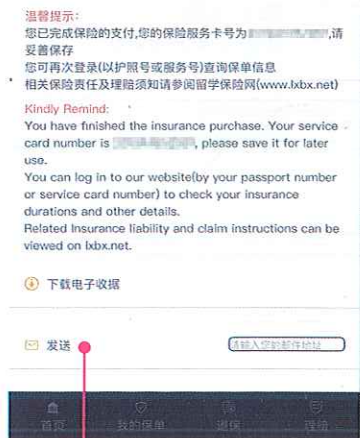 温馨提示:
您已完成保险的支付,您的保险服务卡号为 ,请
妥善保存
您可再次登录(以护照号或服务号)查询保单信息
相关保险责任及理赔须知请参阅留学保险网(www.lxbx.net)
Kindly Remind:
You have finished the insurance purchase. Your service
card number is , please save it for later
use.
You can log in to our website(by your passport number
or service card number) to check your insurance
durations and other details.
Related Insurance liability and claim instructions can be
viewed on lxbx.net.
下载电子收据
发送 请输入您的邮件地址
首页 我的保单 退保 理赔